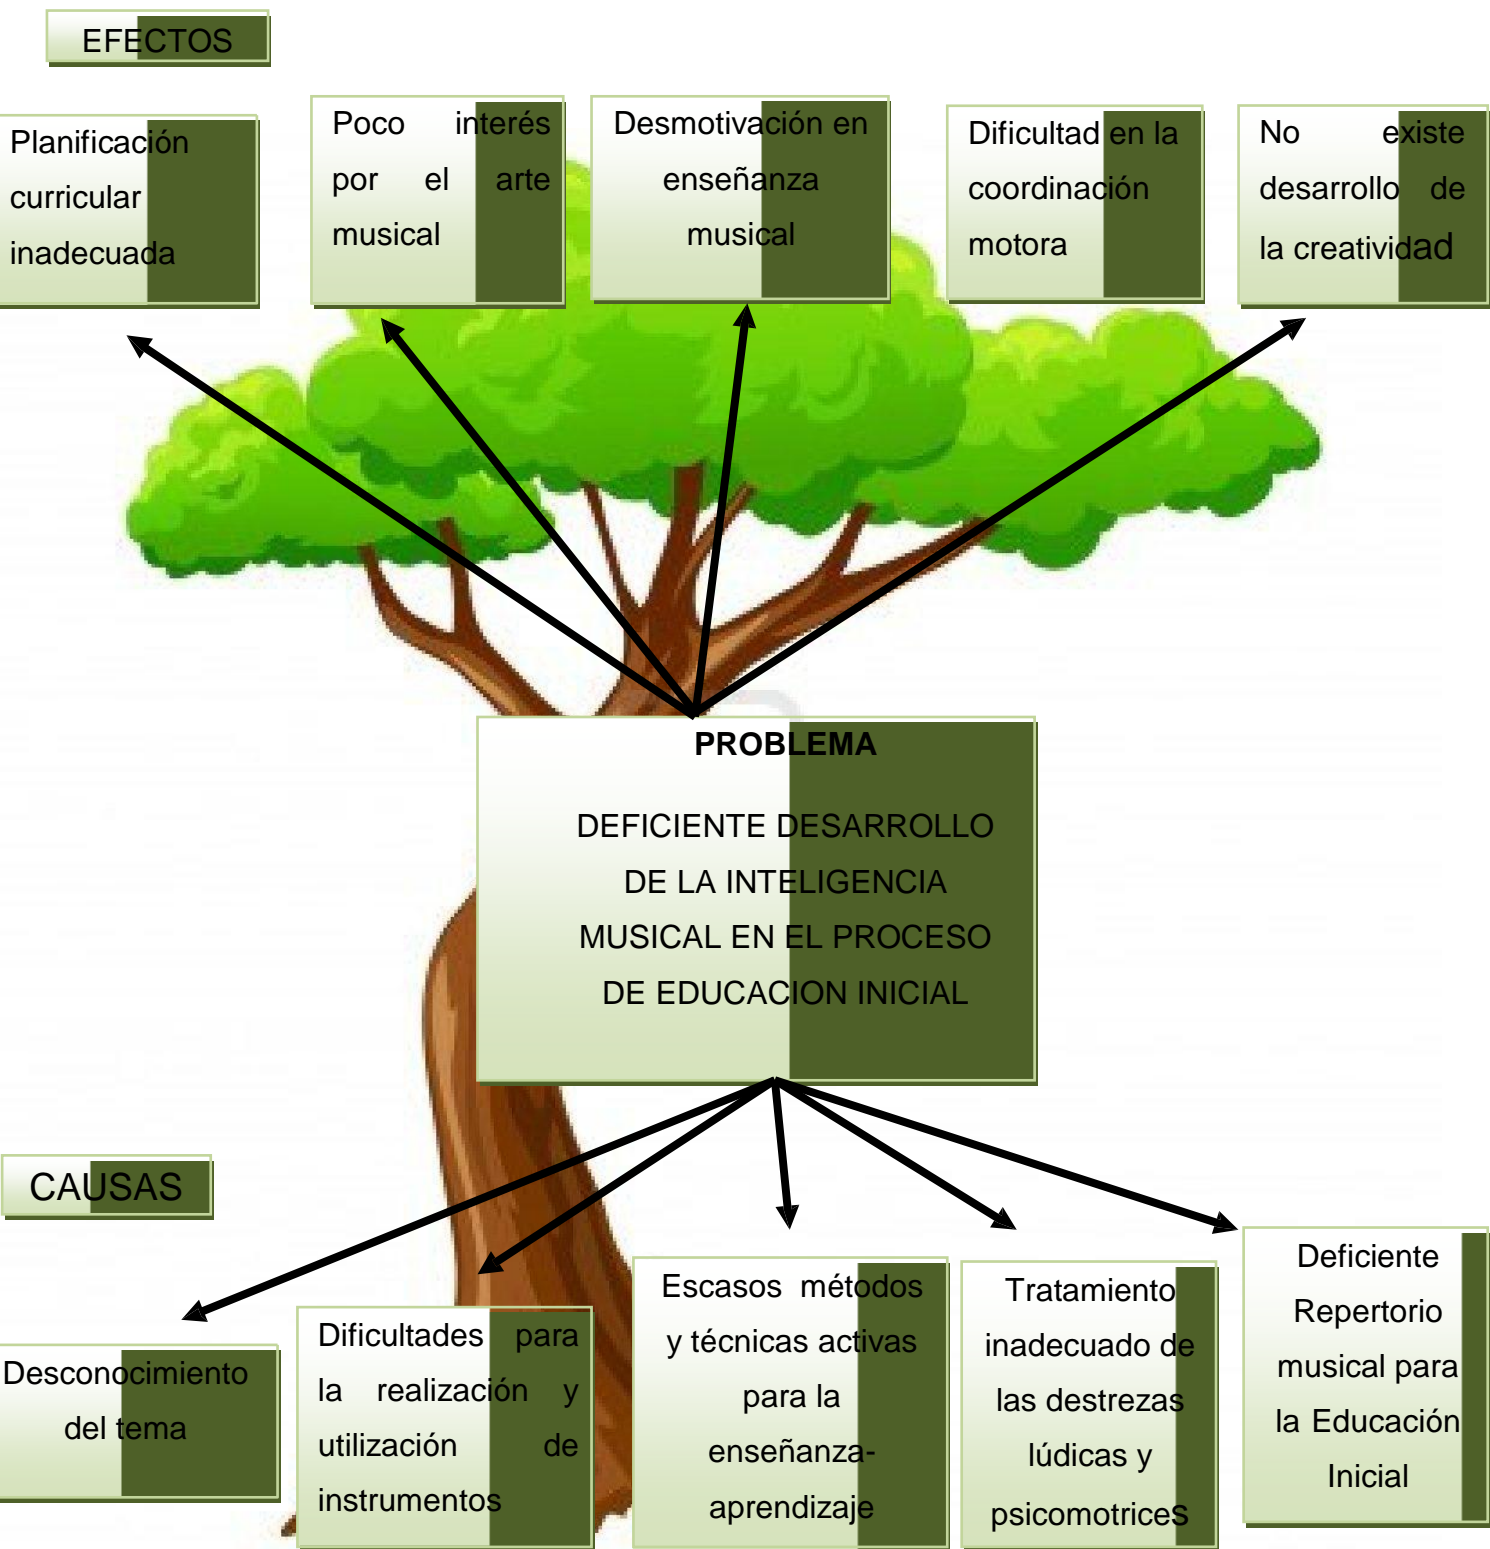 EFECTOS
Planificación
curricular
inadecuada
Poco interés
por el arte
musical
Desmotivación en
enseñanza
musical
Dificultad en la
coordinación
motora
No existe
desarrollo de
la creatividad
PROBLEMA
DEFICIENTE DESARROLLO
DE LA INTELIGENCIA
MUSICAL EN EL PROCESO
DE EDUCACION INICIAL
CAUSAS
Desconocimiento
del tema
Dificultades para
la realización y
utilización de
instrumentos
Escasos métodos
y técnicas activas
para la
enseñanza-
aprendizaje
Tratamiento
inadecuado de
las destrezas
lúdicas y
psicomotrices
Deficiente
Repertorio
musical para
la Educación
Inicial